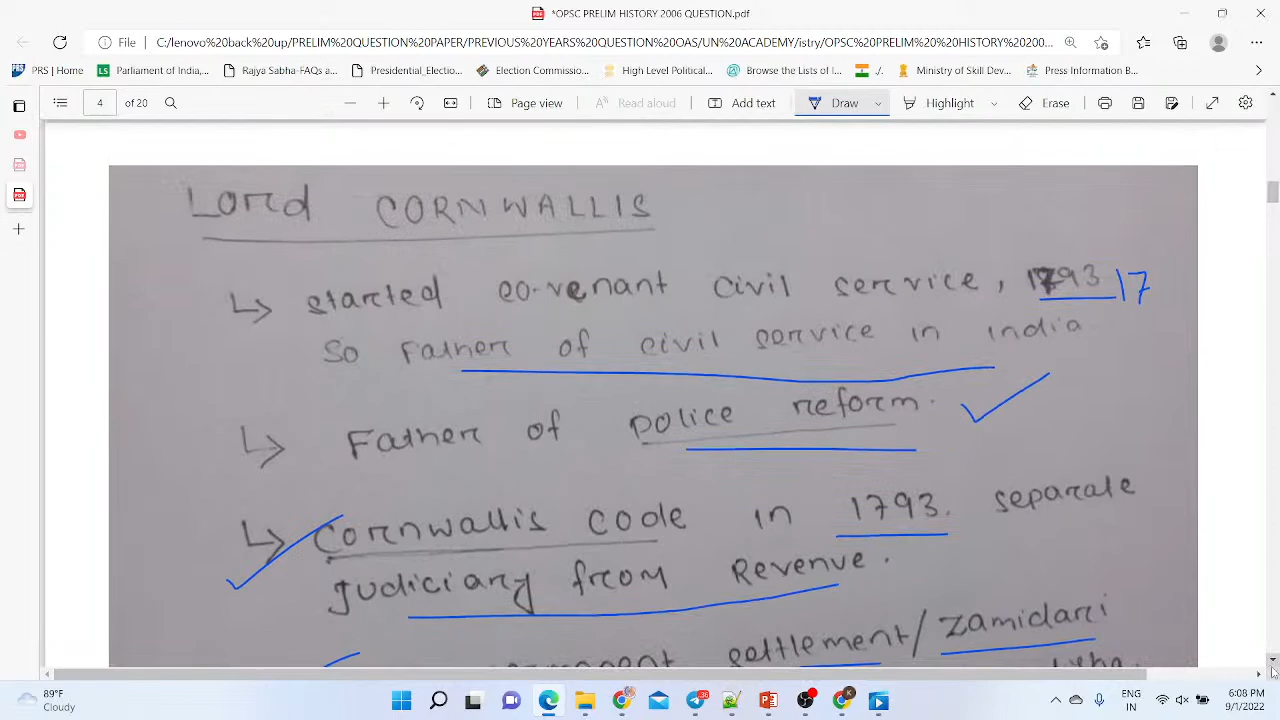 *OPSC PRELIM HISTORY 2006 QUESTION.pdf
File C:/lenovo%20back%20up/PRELIM%20QUESTION%20PAPER/PREVIOUS%20YEARS%20QUESTION%20OAS/UN%20ACADEMY/istry/OPSC%20PRELIM%20%20HISTORY%20200...
PRS | Home Parliament of India,... Rajya Sabha-FAQs o... Presidential_Electio... Election Commissio... High Level Political... Browse the Lists of I... ./. Ministry of Skill Dev... Press Information B...
4 of 20 Page view Read aloud Add text Draw Highlight Erase
Lord CORNWALLIS
started co-venant civil service, 1793 17
So Father of civil service in india
Father of police reform.
Cornwallis code in 1793. separate
judiciary from Revenue.
settlement/zamidari
89°F
Cloudy
ENG
IN
6:08 PM
9/1/2022